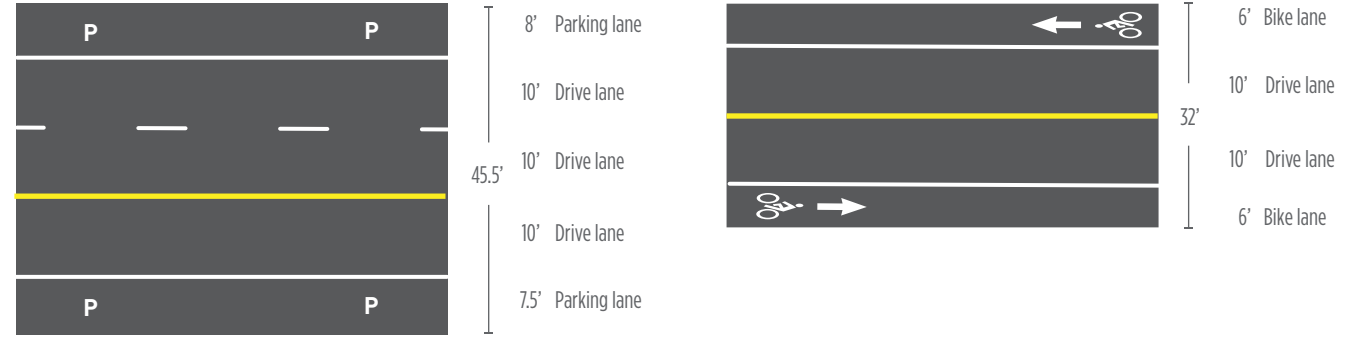 P P
8' Parking lane
10' Drive lane
10' Drive lane
45.5'
10' Drive lane
7.5' Parking lane
P P
6' Bike lane
10' Drive lane
32'
10' Drive lane
6' Bike lane